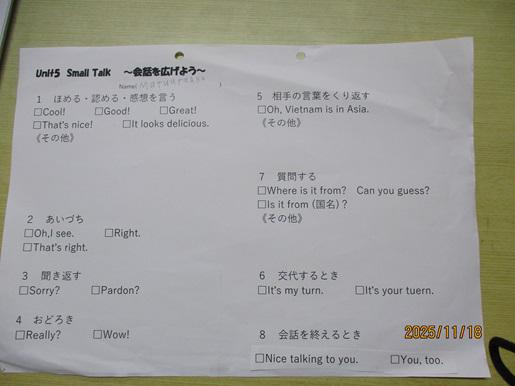 Unit5 Small Talk ～会話を広げよう～
Name( )
1 ほめる・認める・感想を言う
□Cool! □Good! □Great!
□That's nice! □It looks delicious.
《その他》
2 あいづち
□Oh,I see. □Right.
□That's right.
3 聞き返す
□Sorry? □Pardon?
4 おどろき
□Really? □Wow!
5 相手の言葉をくり返す
□Oh, Vietnam is in Asia.
《その他》
7 質問する
□Where is it from? Can you guess?
□Is it from (国名)?
《その他》
6 交代するとき
□It's my turn. □It's your tuern.
8 会話を終えるとき
□Nice talking to you. □You, too.
2025/11/18